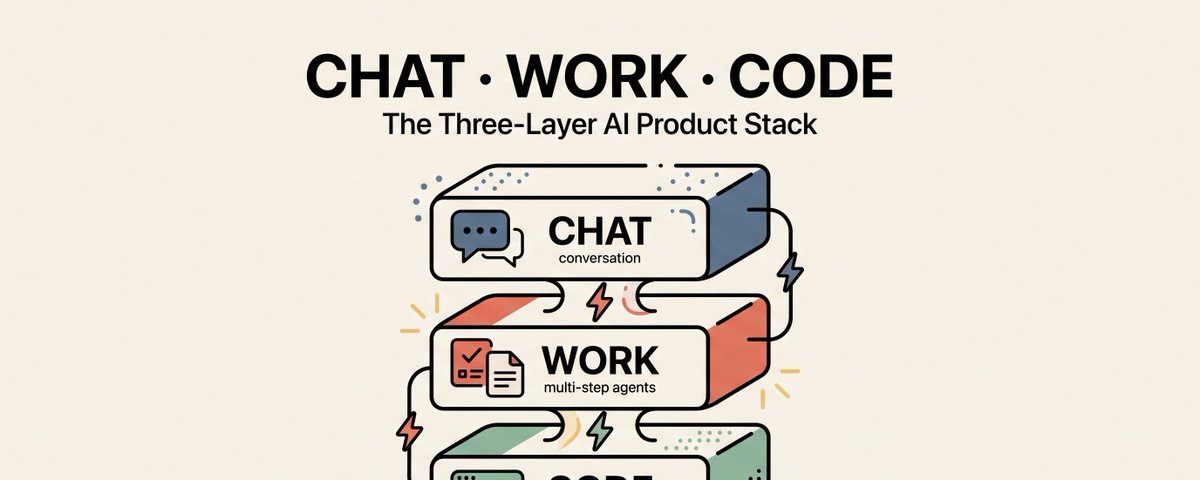 CHAT · WORK · CODE
The Three-Layer AI Product Stack
CHAT
conversation
WORK
multi-step agents